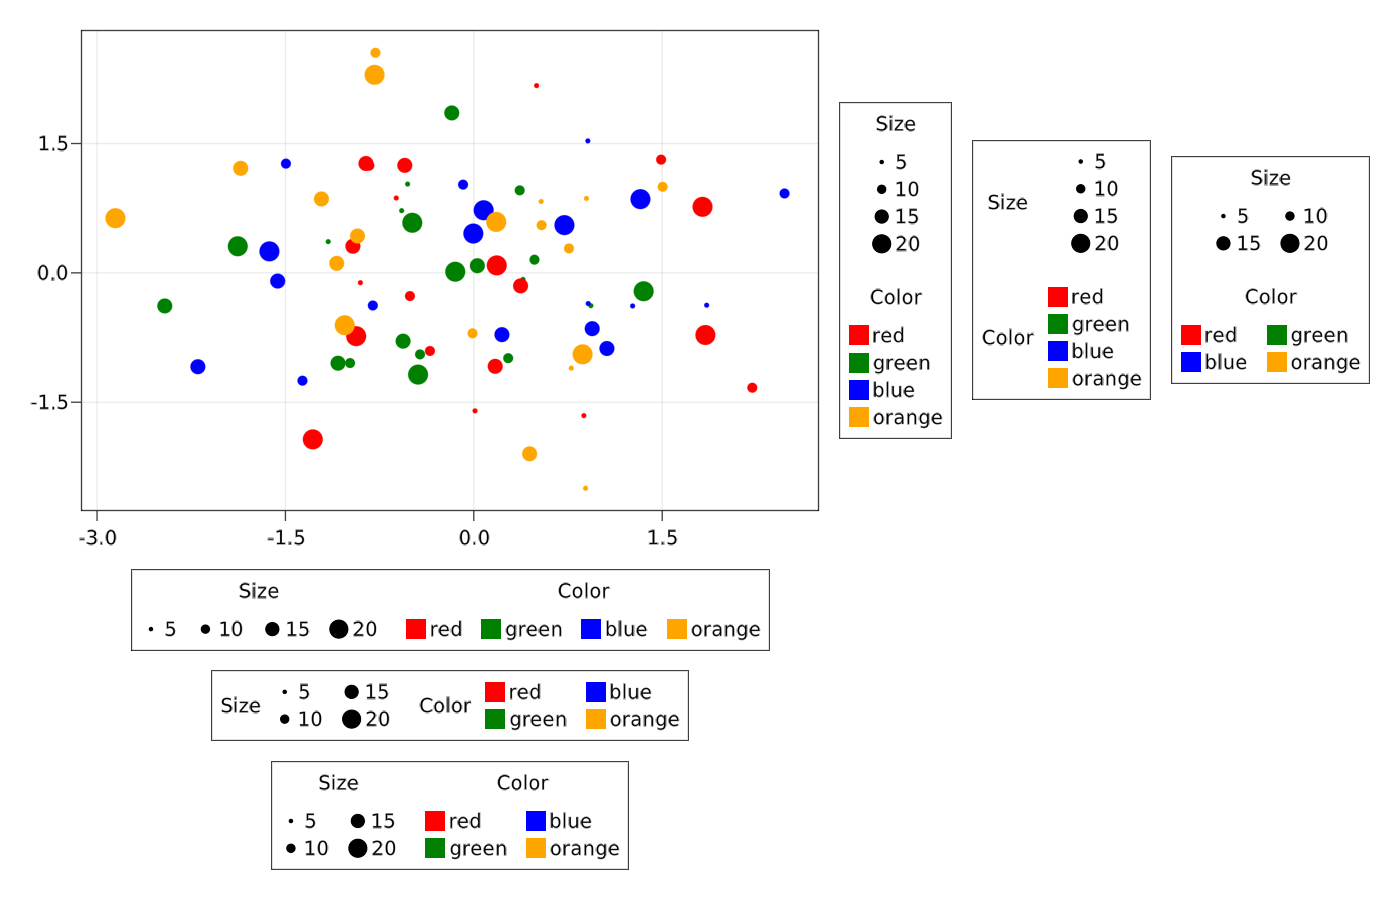 1.5
0.0
-1.5
-3.0 -1.5 0.0 1.5
Size
5
10
15
20
Color
red
green
blue
orange
Size
5
10
15
20
Color
red
green
blue
orange
Size
5 10
15 20
Color
red green
blue orange
Size Color
5 10 15 20 red green blue orange
Size 5 15 Color red blue
10 20 green orange
Size Color
5 15 red blue
10 20 green orange